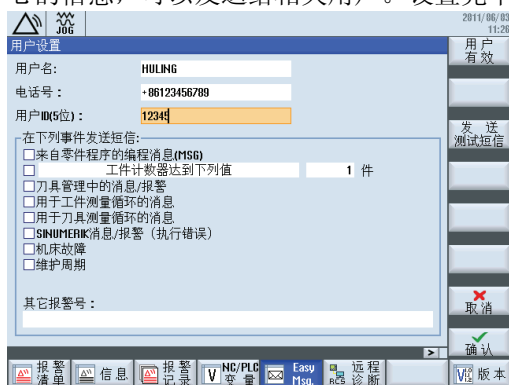 它的信息，可以发送给相关用户。设置完毕
JOG
2011/06/03
11:26
用户设置
用户名:
HULING
电话号:
+86123456789
用户ID(5位):
12345
在下列事件发送短信:
来自零件程序的编程消息(MSG)
工件计数器达到下列值 1 件
刀具管理中的消息/报警
用于工件测量循环的消息
用于刀具测量循环的消息
SINUMERIK消息/报警（执行错误）
机床故障
维护周期
其它报警号:
用户
有效
发送
测试短信
取消
确认
报警
清单
信息
报警
记录
NC/PLC
变量
Easy
Msg.
RCS
远程
诊断
版本